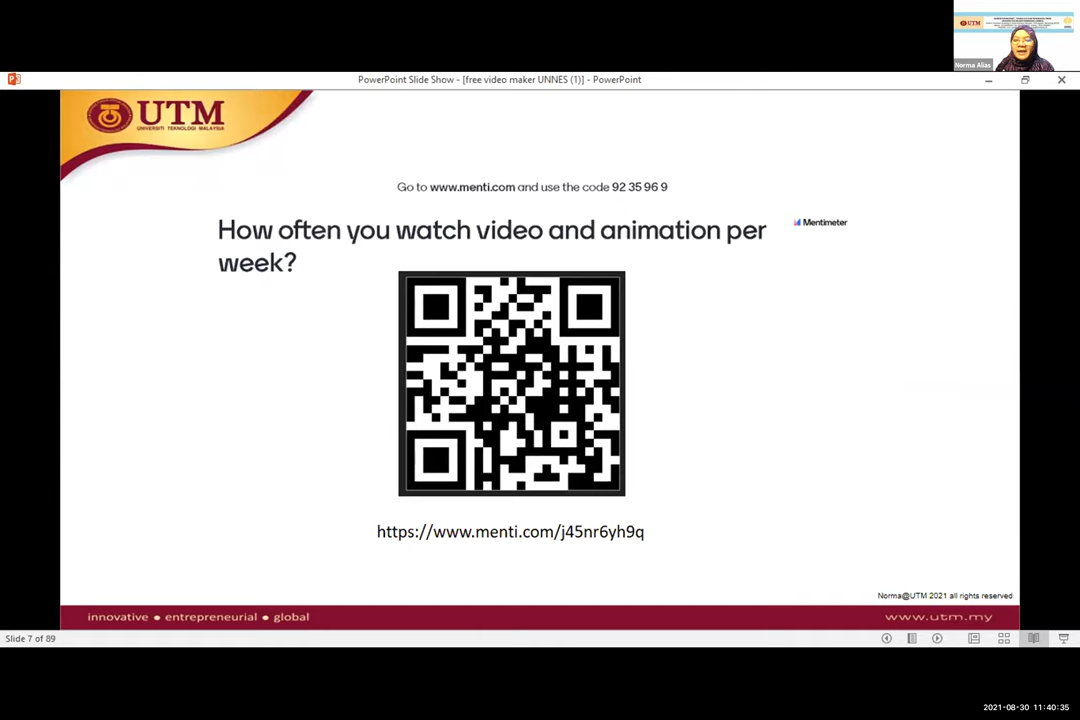 UTM
Norma Alias
PowerPoint Slide Show - [free video maker UNNES (1)] - PowerPoint
UTM
UNIVERSITI TEKNOLOGI MALAYSIA
Go to www.menti.com and use the code 92 35 96 9
How often you watch video and animation per
week?
Mentimeter
https://www.menti.com/j45nr6yh9q
Norma@UTM 2021 all rights reserved
innovative ● entrepreneurial ● global
www.utm.my
Slide 7 of 89
2021-08-30 11:40:35